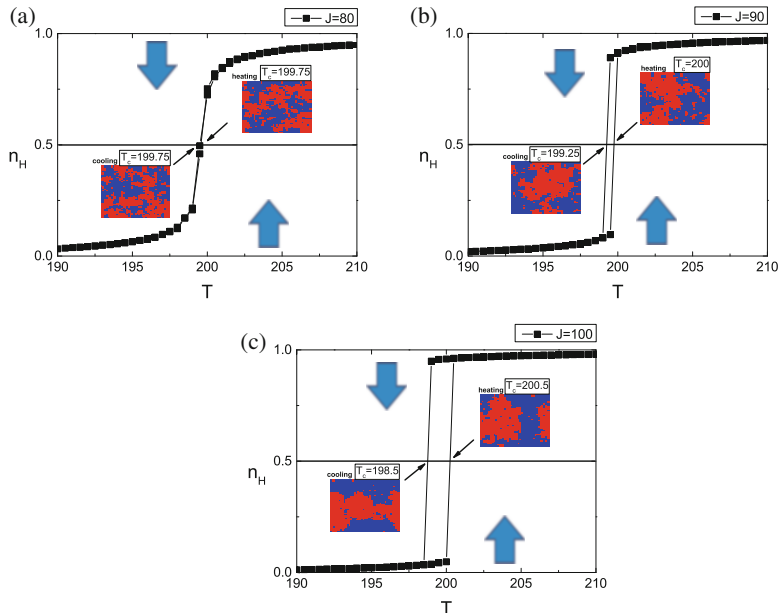 (a)
J=80
1.0
0.5
0.0
n_H
heating T_c=199.75
cooling T_c=199.75
190 195 200 205 210
T
(b)
J=90
1.0
0.5
0.0
n_H
heating T_c=200
cooling T_c=199.25
190 195 200 205 210
T
(c)
J=100
1.0
0.5
0.0
n_H
heating T_c=200.5
cooling T_c=198.5
190 195 200 205 210
T